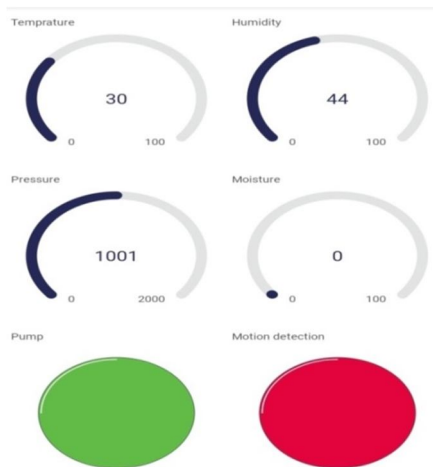 Temprature
Humidity
30
44
0 100
0 100
Pressure
Moisture
1001
0
0 2000
0 100
Pump
Motion detection